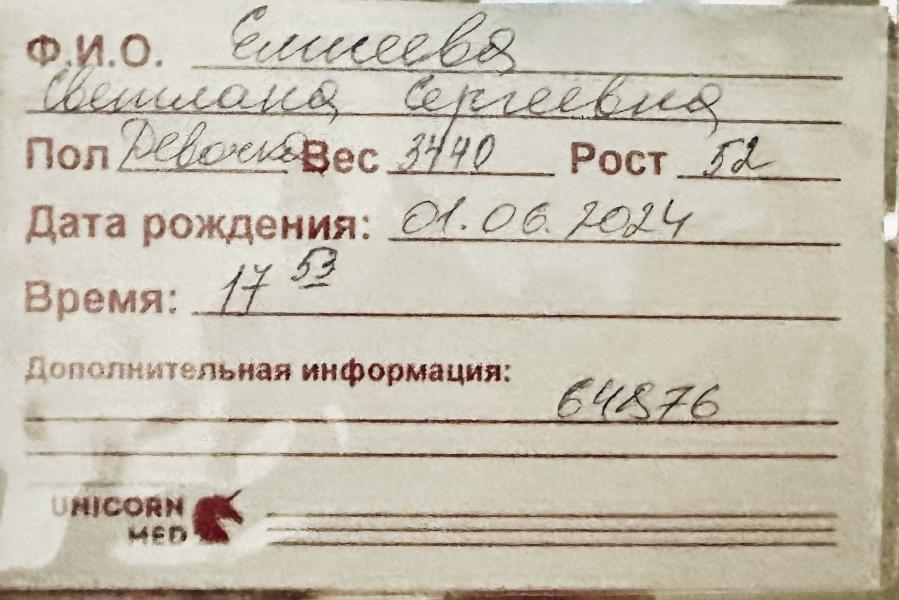 Ф.И.О. Елисеева
Светлана Сергеевна
Пол Девочка Вес 3440 Рост 52
Дата рождения: 01.06.2024
Время: 17 53
Дополнительная информация:
64876
UNICORN
MED